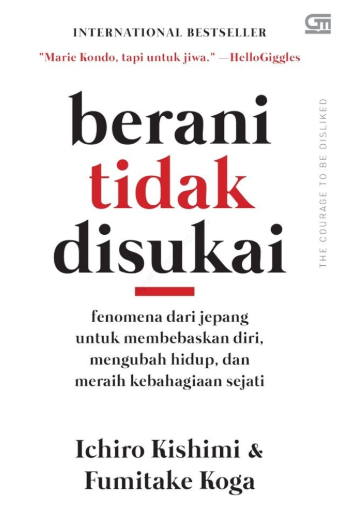 INTERNATIONAL BESTSELLER
GM
"Marie Kondo, tapi untuk jiwa." —HelloGiggles
berani
tidak
disukai
THE COURAGE TO BE DISLIKED
fenomena dari jepang
untuk membebaskan diri,
mengubah hidup, dan
meraih kebahagiaan sejati
Ichiro Kishimi &
Fumitake Koga